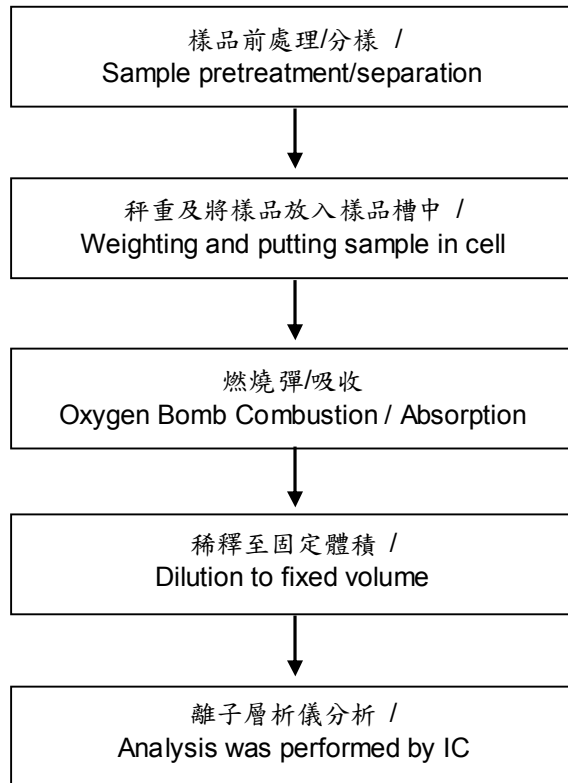 樣品前處理/分樣 /
Sample pretreatment/separation
秤重及將樣品放入樣品槽中 /
Weighting and putting sample in cell
燃燒彈/吸收
Oxygen Bomb Combustion / Absorption
稀釋至固定體積 /
Dilution to fixed volume
離子層析儀分析 /
Analysis was performed by IC